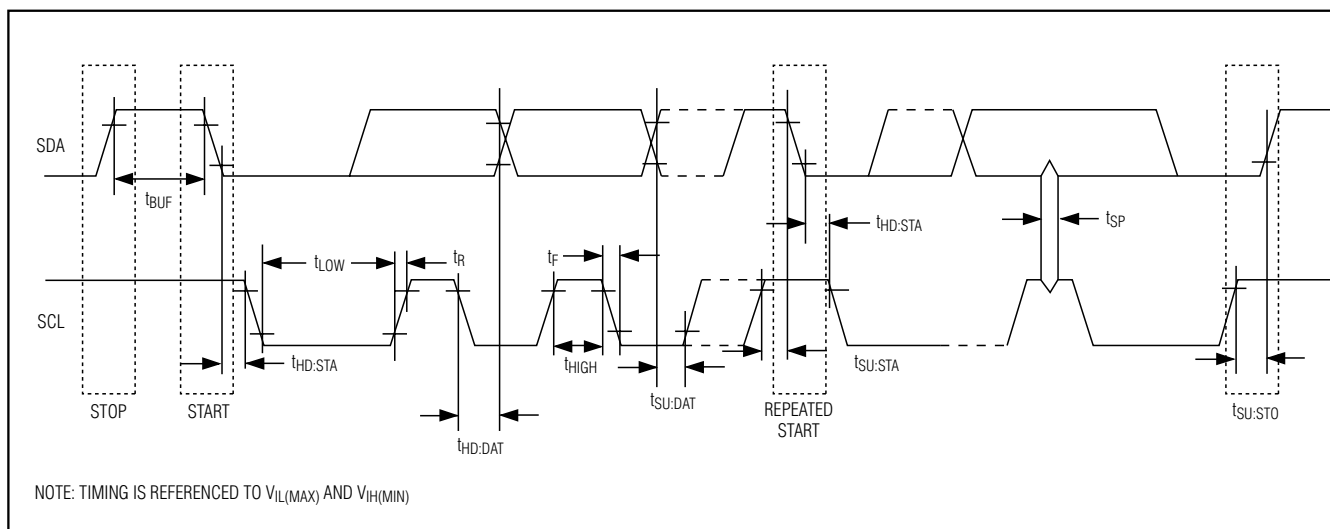 SDA
tBUF
tHD:STA
tSP
tLOW
tR
tF
SCL
tHD:STA
tHIGH
tSU:STA
tSU:DAT
STOP
START
REPEATED
START
tSU:STO
tHD:DAT
NOTE: TIMING IS REFERENCED TO VIL(MAX) AND VIH(MIN)